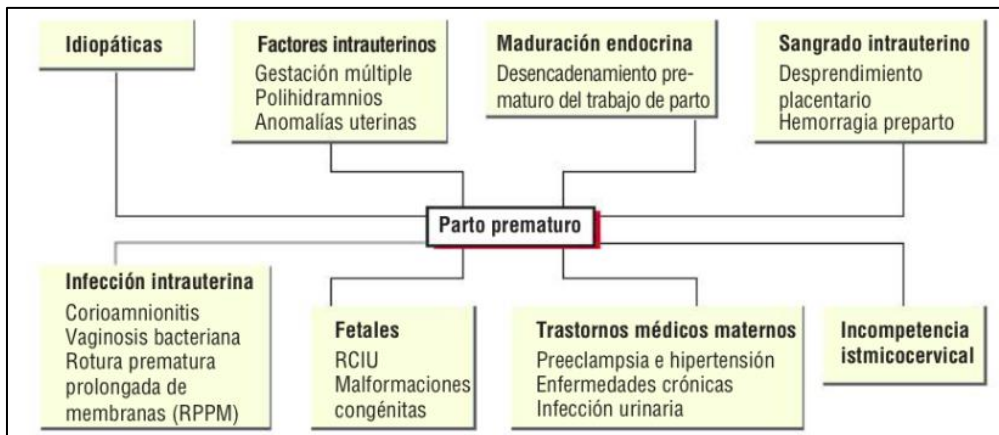 Idiopáticas
Factores intrauterinos
Gestación múltiple
Polihidramnios
Anomalías uterinas
Maduración endocrina
Desencadenamiento pre-
maturo del trabajo de parto
Sangrado intrauterino
Desprendimiento
placentario
Hemorragia preparto
Parto prematuro
Infección intrauterina
Corioamnionitis
Vaginosis bacteriana
Rotura prematura
prolongada de
membranas (RPPM)
Fetales
RCIU
Malformaciones
congénitas
Trastornos médicos maternos
Preeclampsia e hipertensión
Enfermedades crónicas
Infección urinaria
Incompetencia
istmicocervical